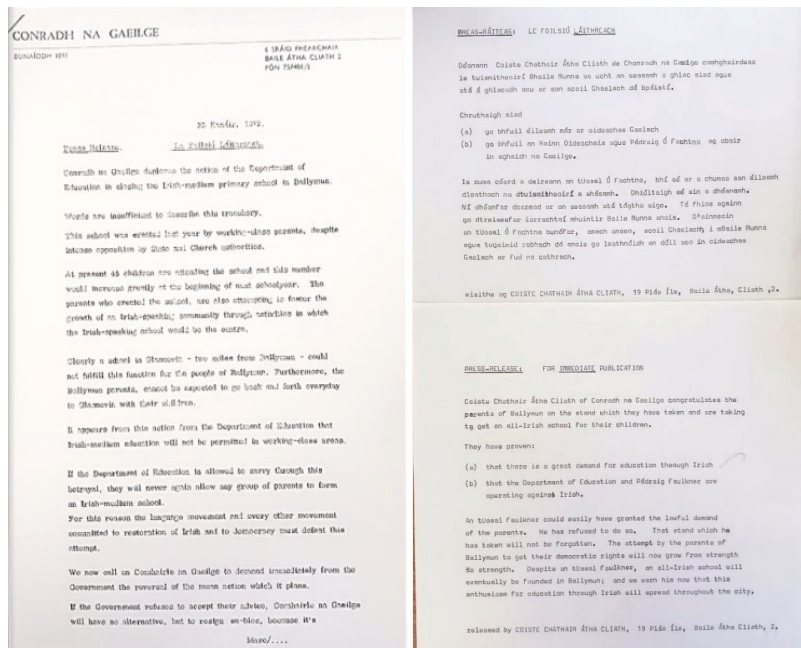 CONRADH NA GAEILGE
BUNAÍODH 1893
6 SRÁID FHEARCHAIR
BAILE ÁTHA CLIATH 2
FÓN 757401/2
1972.
Press Release. Le Foilsiú Láithreach.
Conradh na Gaeilge deplores the action of the Department of
Education in closing the Irish-medium primary school in Ballymun.
Words are insufficient to describe this treachery.
This school was erected last year by working-class parents, despite
intense opposition by State and Church authorities.
At present 45 children are attending the school and this number
would increase greatly at the beginning of next schoolyear. The
parents who erected the school, are also attempting to foster the
growth of an Irish-speaking community through activities in which
the Irish-speaking school would be the centre.
Clearly a school in Glasnevin - two miles from Ballymun - could
not fulfill this function for the people of Ballymun. Furthermore, the
Ballymun parents, cannot be expected to go back and forth everyday
to Glasnevin with their children.
It appears from this action from the Department of Education that
Irish-medium education will not be permitted in working-class areas.
If the Department of Education is allowed to carry through this
betrayal, they will never again allow any group of parents to form
an Irish-medium school.
For this reason the language movement and every other movement
committed to restoration of Irish and to democracy must defeat this
attempt.
We now call on Comhairle na Gaeilge to demand immediately from the
Government the reversal of the mean action which it plans.
If the Government refuses to accept their advice, Comhairle na Gaeilge
will have no alternative, but to resign en-bloc, because it's
More/....
PREAS-RÁITEAS: LE FOILSIÚ LÁITHREACH
Déanann Coiste Chathair Átha Cliath de Chonradh na Gaeilge comhghairdeas
le tuismitheoirí Bhaile Munna as ucht an seasamh a ghlac siad agus
atá á ghlacadh acu ar son scoil Ghaelach dá bpáistí.
Chruthaigh siad
(a) go bhfuil éileamh mór ar oideachas Gaelach
(b) go bhfuil an Roinn Oideachais agus Pádraig Ó Fachtna ag obair
in aghaidh na Gaeilge.
Is cuma céard a deireann an tUasal Ó Fachtna, bhí sé ar a chumas san éileamh
dleathach na dtuismitheoirí a shásamh. Dhiúltaigh sé sin a dhéanamh.
Ní dhéanfar dearmad ar an seasamh atá tógtha aige. Tá fhios againn
go dtreiseofar iarrachtaí mhuintir Baile Munna anois. D'ainneoin
an tUasal Ó Fachtna bunófar, amach anseo, scoil Ghaelach, i mBaile Munna
agus tugaimid rabhadh dó anois go leathnóidh an dúil sin in oideachas
Gaelach ar fud na cathrach.
eisithe ag COISTE CHATHAIR ÁTHA CLIATH, 19 Plás Íle, Baile Átha, Cliath ,2.
PRESS-RELEASE: FOR IMMEDIATE PUBLICATION
Coiste Chathair Átha Cliath of Conradh na Gaeilge congratulates the
parents of Ballymun on the stand which they have taken and are taking
to get an all-Irish school for their children.
They have proven:
(a) that there is a great demand for education through Irish
(b) that the Department of Education and Pádraig Faulkner are
operating against Irish.
An tUasal Faulkner could easily have granted the lawful demand
of the parents. He has refused to do so. That stand which he
has taken will not be forgotten. The attempt by the parents of
Ballymun to get their democratic rights will now grow from strength
to strength. Despite an tUasal Faulkner, an all-Irish school will
eventually be founded in Ballymun; and we warn him now that this
enthusiasm for education through Irish will spread throughout the city.
released by COISTE CHATHAIR ÁTHA CLIATH, 19 Plás Íle, Baile Átha Cliath, 2.